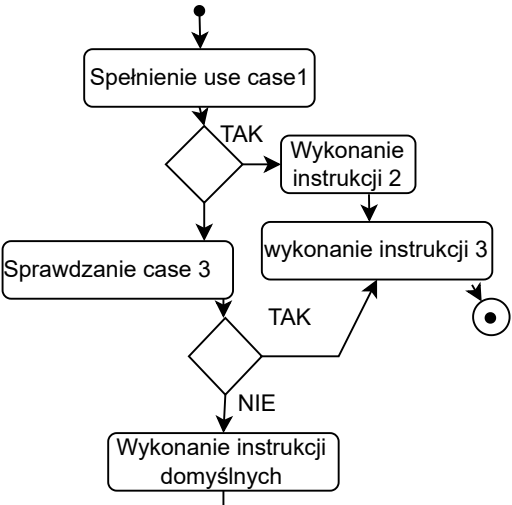 Spełnienie use case1
TAK
Wykonanie
instrukcji 2
wykonanie instrukcji 3
Sprawdzanie case 3
TAK
NIE
Wykonanie instrukcji
domyślnych